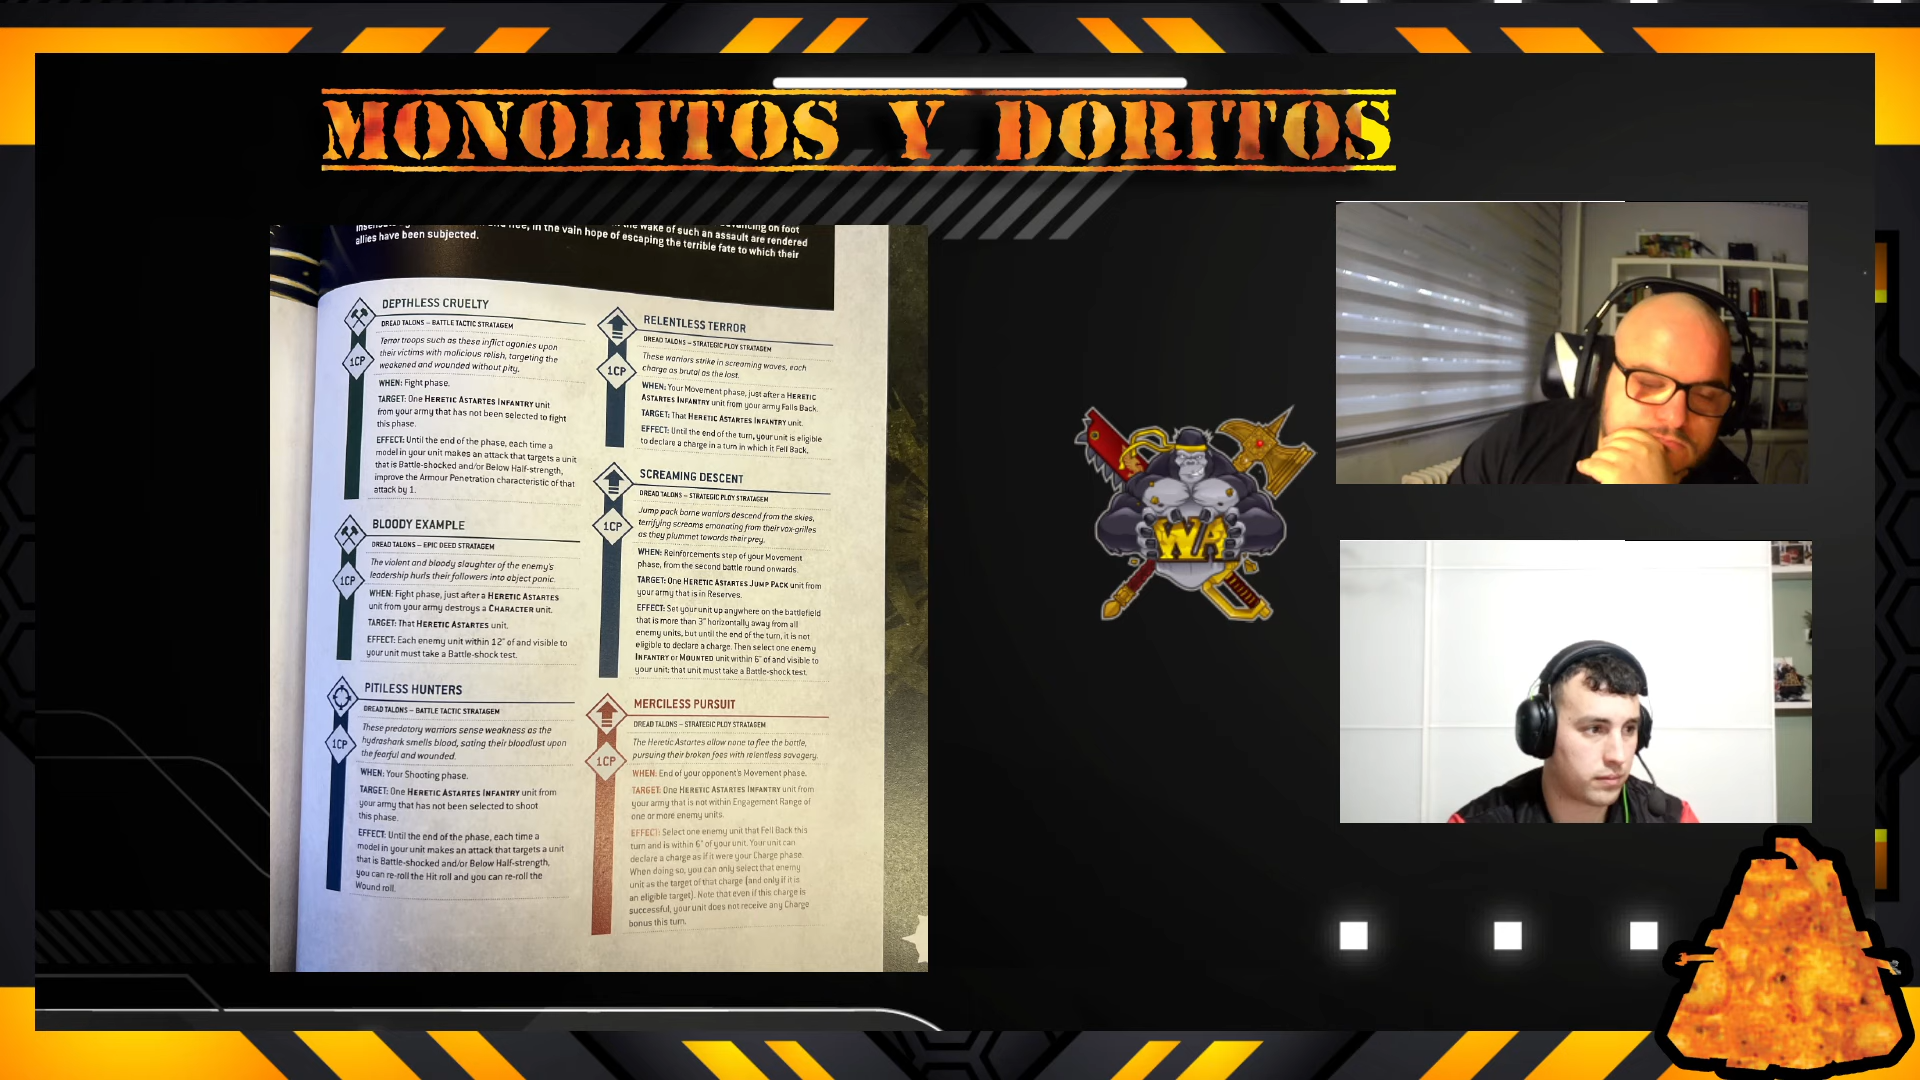 MONOLITOS Y DORITOS
advancing on foot
in the vain hope of escaping the terrible fate to which their
the wake of such an assault are rendered
allies have been subjected.
DEPTHLESS CRUELTY
DREAD TALONS – BATTLE TACTIC STRATAGEM
1CP
Terror troops such as these inflict agonies upon
their victims with malicious relish, targeting the
weakened and wounded without pity.
WHEN: Fight phase.
TARGET: One HERETIC ASTARTES INFANTRY unit
from your army that has not been selected to fight
this phase.
EFFECT: Until the end of the phase, each time a
model in your unit makes an attack that targets a unit
that is Battle-shocked and/or Below Half-strength,
improve the Armour Penetration characteristic of that
attack by 1.
BLOODY EXAMPLE
DREAD TALONS – EPIC DEED STRATAGEM
1CP
The violent and bloody slaughter of the enemy's
leadership hurls their followers into abject panic.
WHEN: Fight phase, just after a HERETIC ASTARTES
unit from your army destroys a CHARACTER unit.
TARGET: That HERETIC ASTARTES unit.
EFFECT: Each enemy unit within 12" of and visible to
your unit must take a Battle-shock test.
PITILESS HUNTERS
DREAD TALONS – BATTLE TACTIC STRATAGEM
1CP
These predatory warriors sense weakness as the
hydrashark smells blood, sating their bloodlust upon
the fearful and wounded.
WHEN: Your Shooting phase.
TARGET: One HERETIC ASTARTES INFANTRY unit from
your army that has not been selected to shoot
this phase.
EFFECT: Until the end of the phase, each time a
model in your unit makes an attack that targets a unit
that is Battle-shocked and/or Below Half-strength,
you can re-roll the Hit roll and you can re-roll the
Wound roll.
RELENTLESS TERROR
DREAD TALONS – STRATEGIC PLOY STRATAGEM
1CP
These warriors strike in screaming waves, each
charge as brutal as the last.
WHEN: Your Movement phase, just after a HERETIC
ASTARTES INFANTRY unit from your army Falls Back.
TARGET: That HERETIC ASTARTES INFANTRY unit.
EFFECT: Until the end of the turn, your unit is eligible
to declare a charge in a turn in which it Fell Back.
SCREAMING DESCENT
DREAD TALONS – STRATEGIC PLOY STRATAGEM
1CP
Jump pack borne warriors descend from the skies,
terrifying screams emanating from their vox-grilles
as they plummet towards their prey.
WHEN: Reinforcements step of your Movement
phase, from the second battle round onwards.
TARGET: One HERETIC ASTARTES JUMP PACK unit from
your army that is in Reserves.
EFFECT: Set your unit up anywhere on the battlefield
that is more than 3" horizontally away from all
enemy units, but until the end of the turn, it is not
eligible to declare a charge. Then select one enemy
INFANTRY or MOUNTED unit within 6" of and visible to
your unit; that unit must take a Battle-shock test.
MERCILESS PURSUIT
DREAD TALONS – STRATEGIC PLOY STRATAGEM
1CP
The Heretic Astartes allow none to flee the battle,
pursuing their broken foes with relentless savagery.
WHEN: End of your opponent's Movement phase.
TARGET: One HERETIC ASTARTES INFANTRY unit from
your army that is not within Engagement Range of
one or more enemy units.
EFFECT: Select one enemy unit that Fell Back this
turn and is within 6" of your unit. Your unit can
declare a charge as if it were your Charge phase.
When doing so, you can only select that enemy
unit as the target of that charge (and only if it is
an eligible target). Note that even if this charge is
successful, your unit does not receive any Charge
bonus this turn.
WA